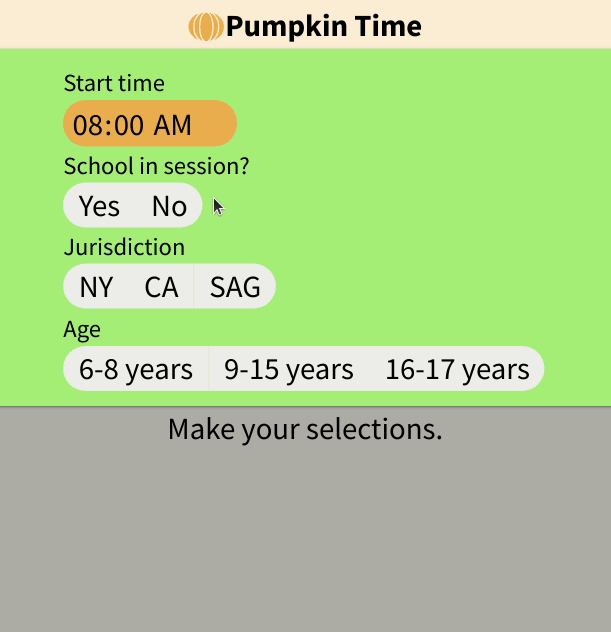 Pumpkin Time
Start time
08:00 AM
School in session?
Yes No
Jurisdiction
NY CA SAG
Age
6-8 years 9-15 years 16-17 years
Make your selections.